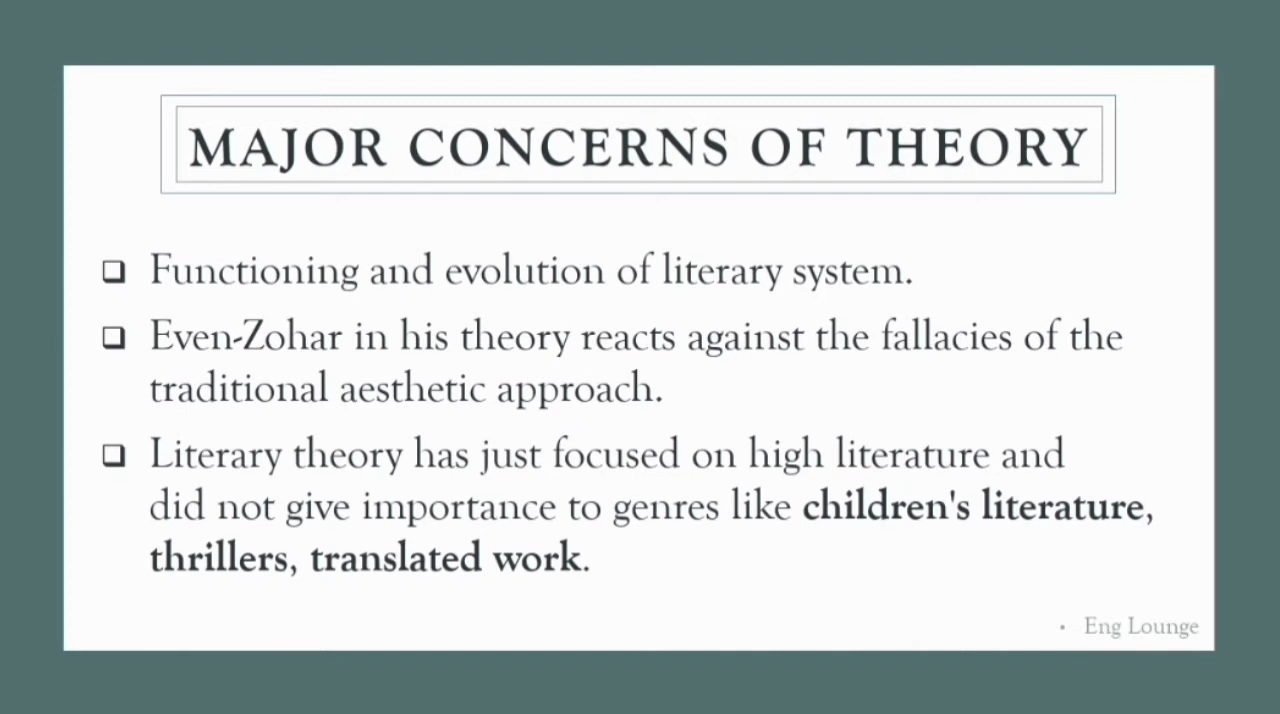 MAJOR CONCERNS OF THEORY
❑ Functioning and evolution of literary system.
❑ Even-Zohar in his theory reacts against the fallacies of the
traditional aesthetic approach.
❑ Literary theory has just focused on high literature and
did not give importance to genres like children's literature,
thrillers, translated work.
• Eng Lounge